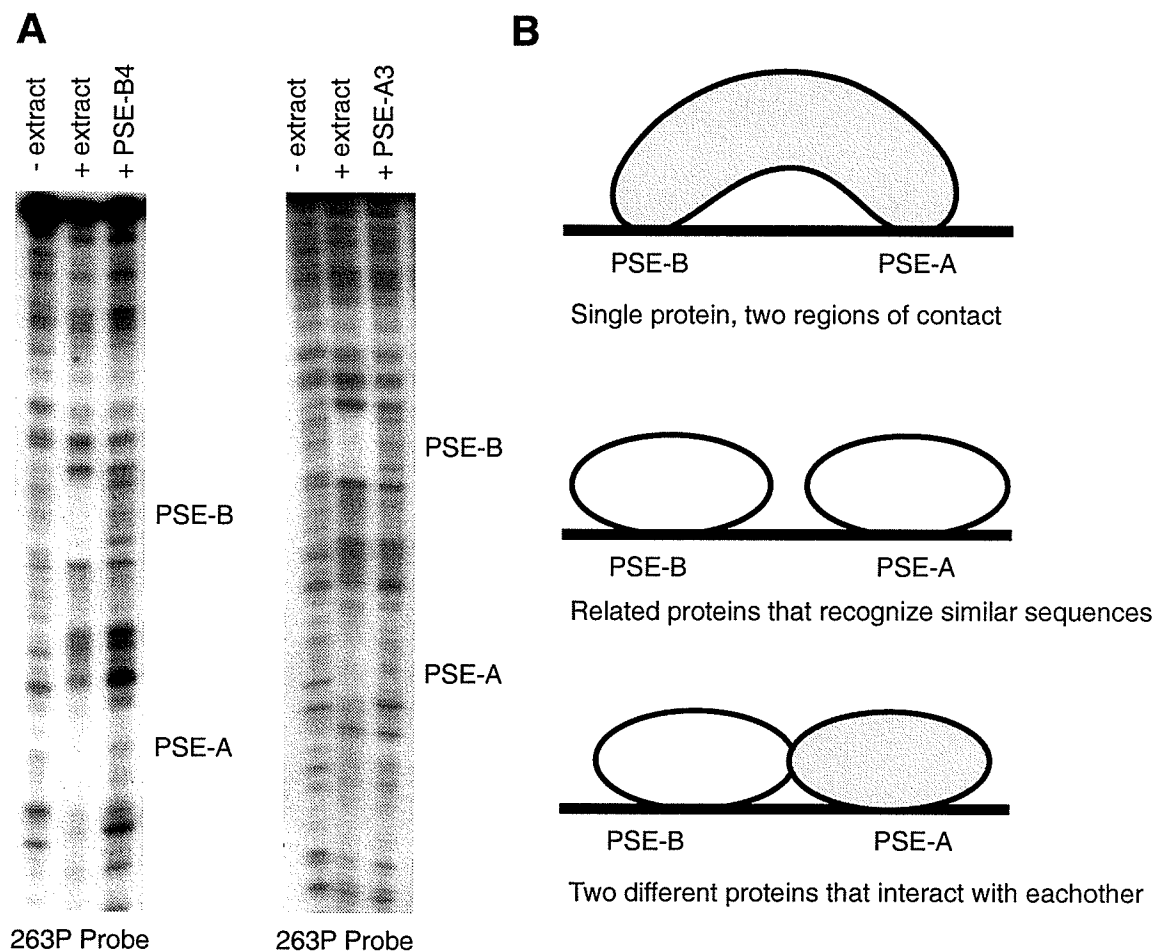 A
- extract
+ extract
+ PSE-B4
- extract
+ extract
+ PSE-A3
PSE-B
PSE-A
PSE-B
PSE-A
263P Probe
263P Probe
B
PSE-B PSE-A
Single protein, two regions of contact
PSE-B PSE-A
Related proteins that recognize similar sequences
PSE-B PSE-A
Two different proteins that interact with eachother